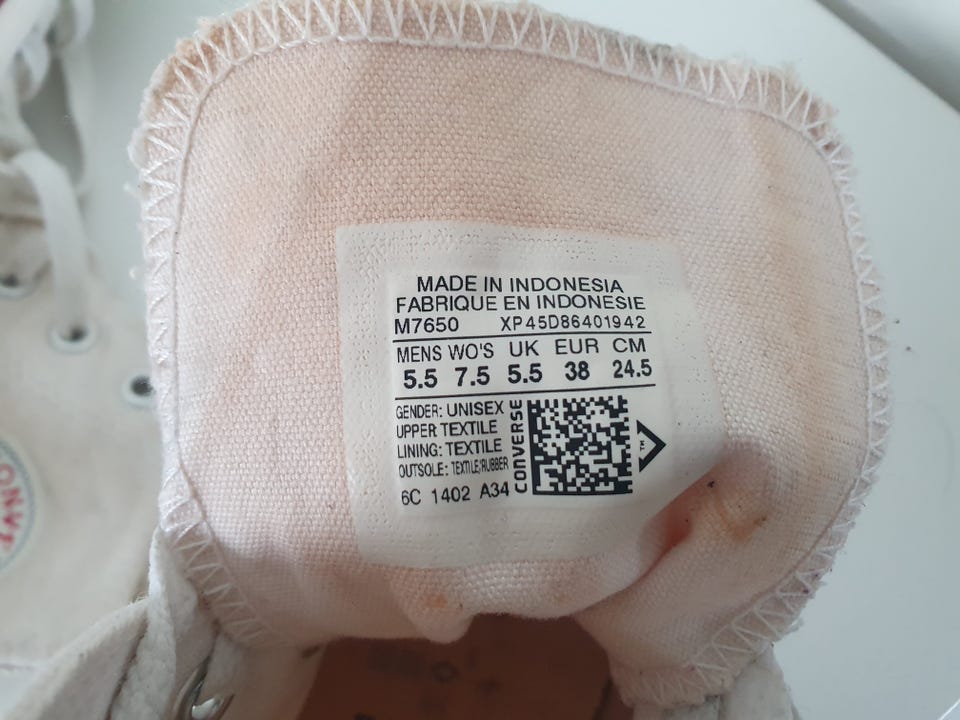 MADE IN INDONESIA
FABRIQUE EN INDONESIE
M7650 XP45D86401942
MENS WO'S UK EUR CM
5.5 7.5 5.5 38 24.5
GENDER: UNISEX
UPPER TEXTILE
LINING: TEXTILE
OUTSOLE: TEXTILE/RUBBER
6C 1402 A34
CONVERSE
TM